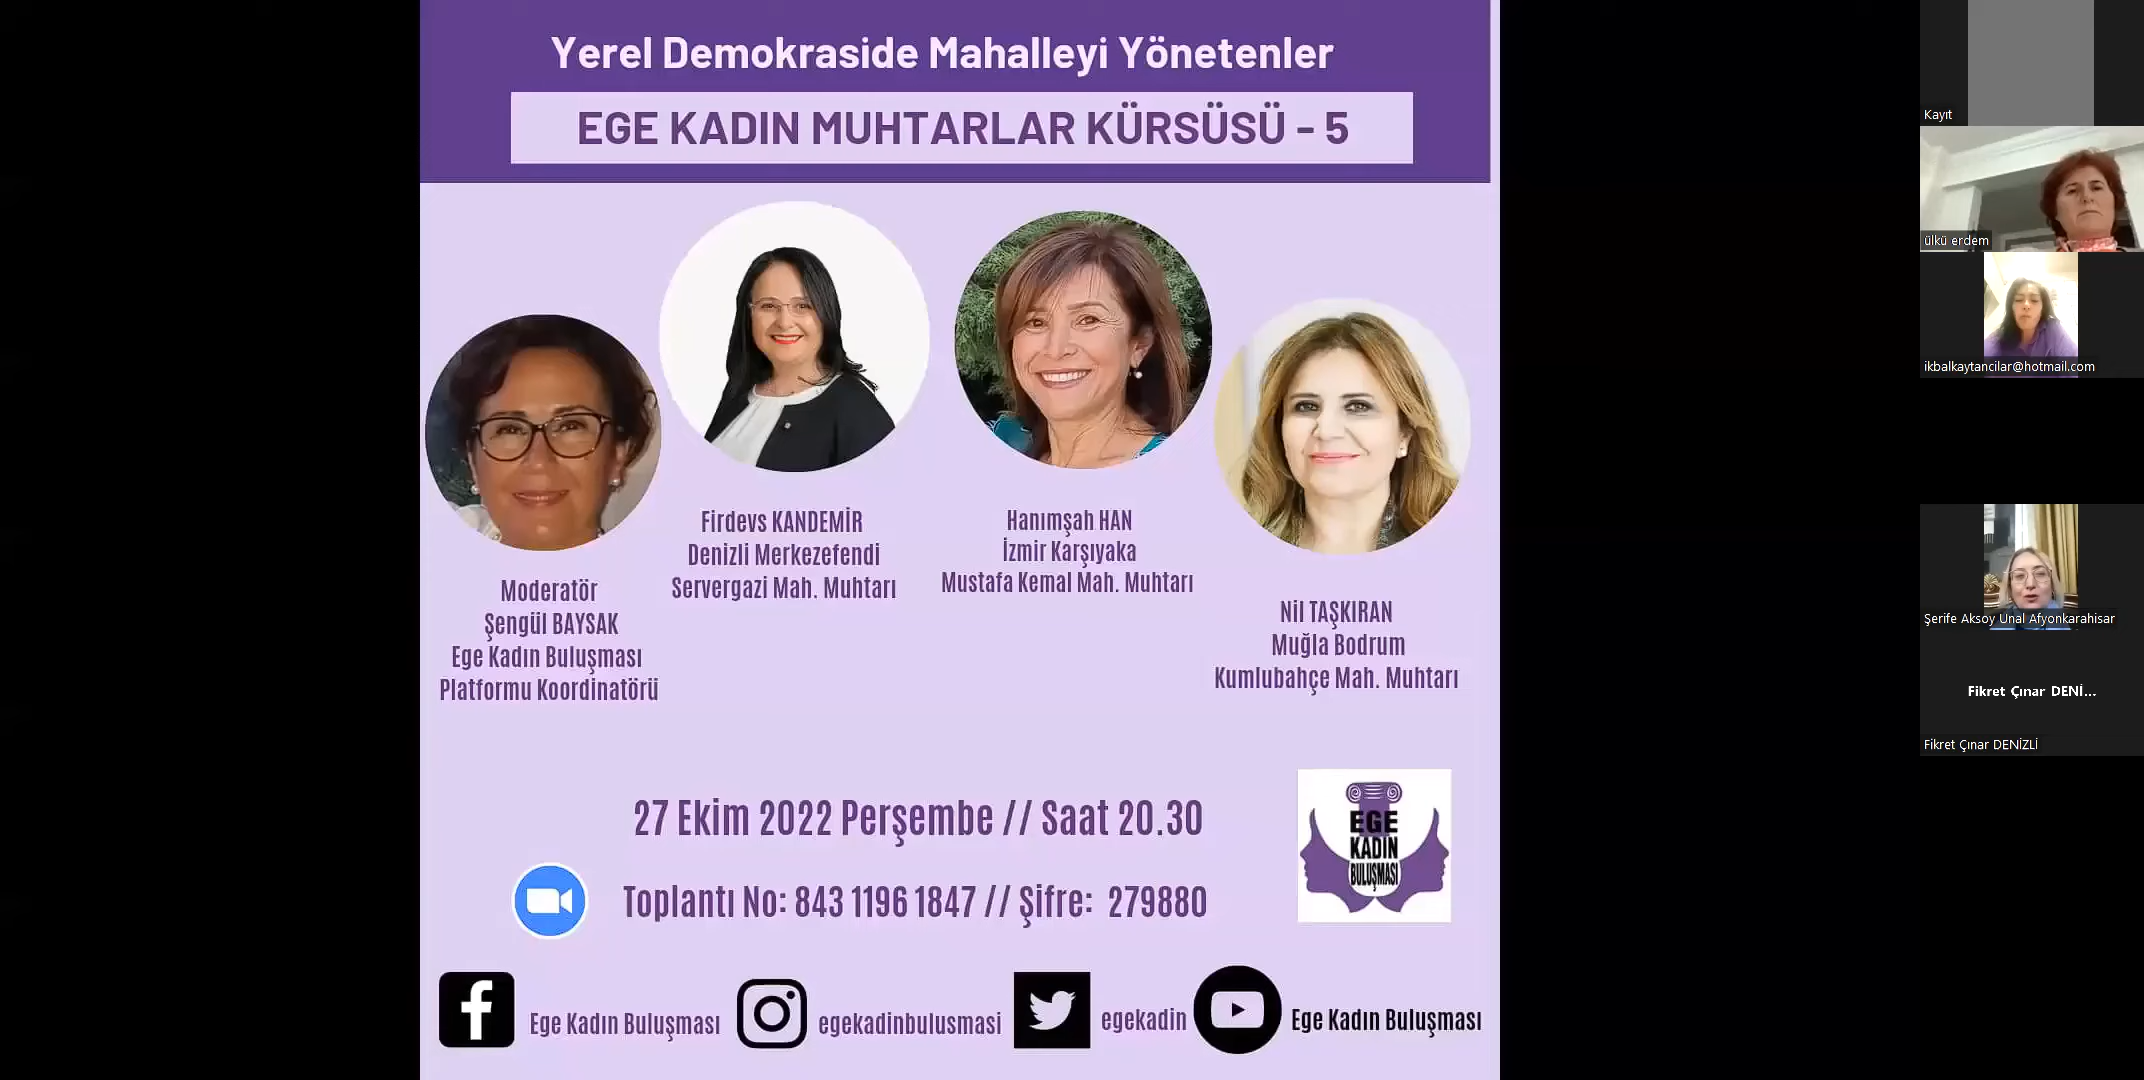 Yerel Demokraside Mahalleyi Yönetenler
EGE KADIN MUHTARLAR KÜRSÜSÜ - 5
Moderatör
Şengül BAYSAK
Ege Kadın Buluşması
Platformu Koordinatörü
Firdevs KANDEMİR
Denizli Merkezefendi
Servergazi Mah. Muhtarı
Hanımşah HAN
İzmir Karşıyaka
Mustafa Kemal Mah. Muhtarı
Nil TAŞKIRAN
Muğla Bodrum
Kumlubahçe Mah. Muhtarı
27 Ekim 2022 Perşembe // Saat 20.30
Toplantı No: 843 1196 1847 // Şifre: 279880
EGE
KADIN
BULUŞMASI
Ege Kadın Buluşması
egekadinbulusmasi
egekadin
Ege Kadın Buluşması
Kayıt
ülkü erdem
ikbalkaytancilar@hotmail.com
Şerife Aksoy Unal Afyonkarahisar
Fikret Çınar DENİ...
Fikret Çınar DENİZLİ